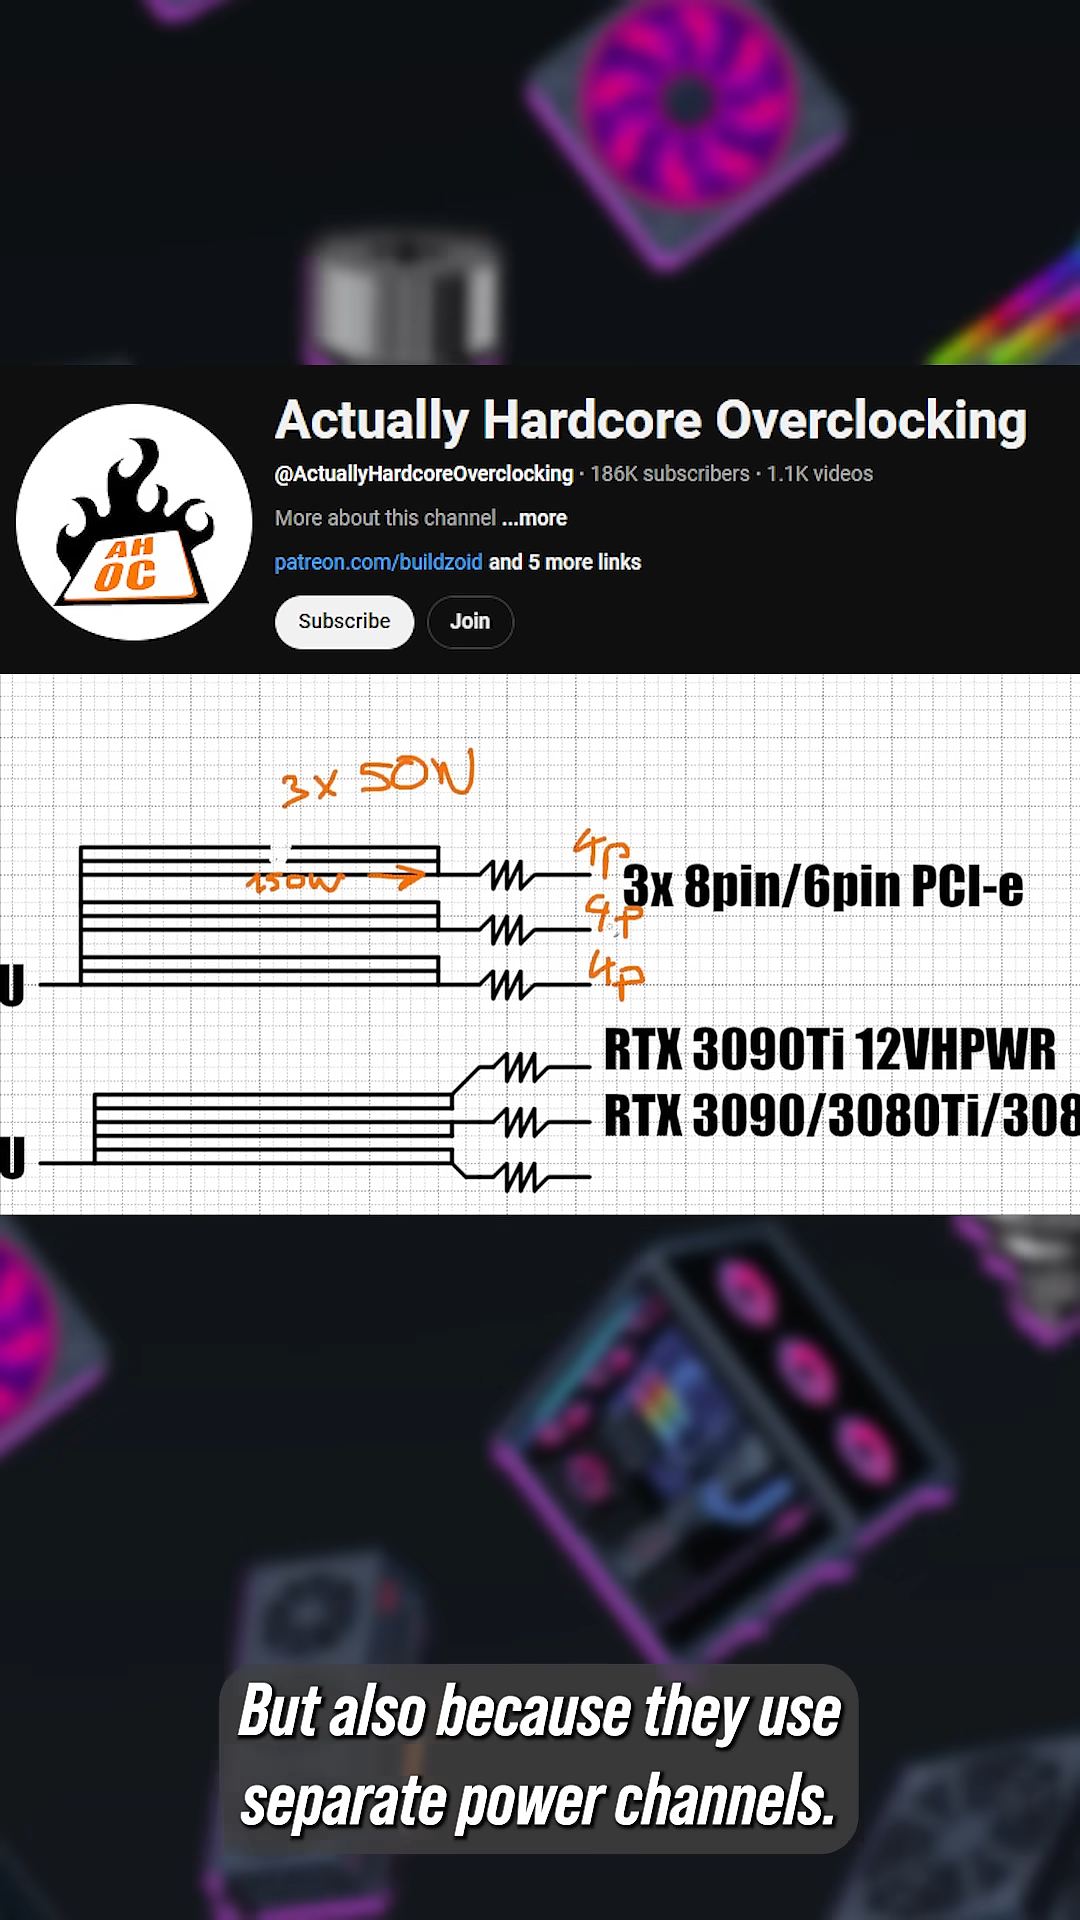 Actually Hardcore Overclocking
@ActuallyHardcoreOverclocking · 186K subscribers · 1.1K videos
More about this channel ...more
patreon.com/buildzoid and 5 more links
Subscribe
Join
AH
OC
3x 50W
150W
4p
3x 8pin/6pin PCI-e
4p
4p
U
RTX 3090Ti 12VHPWR
RTX 3090/3080Ti/308
U
But also because they use
separate power channels.